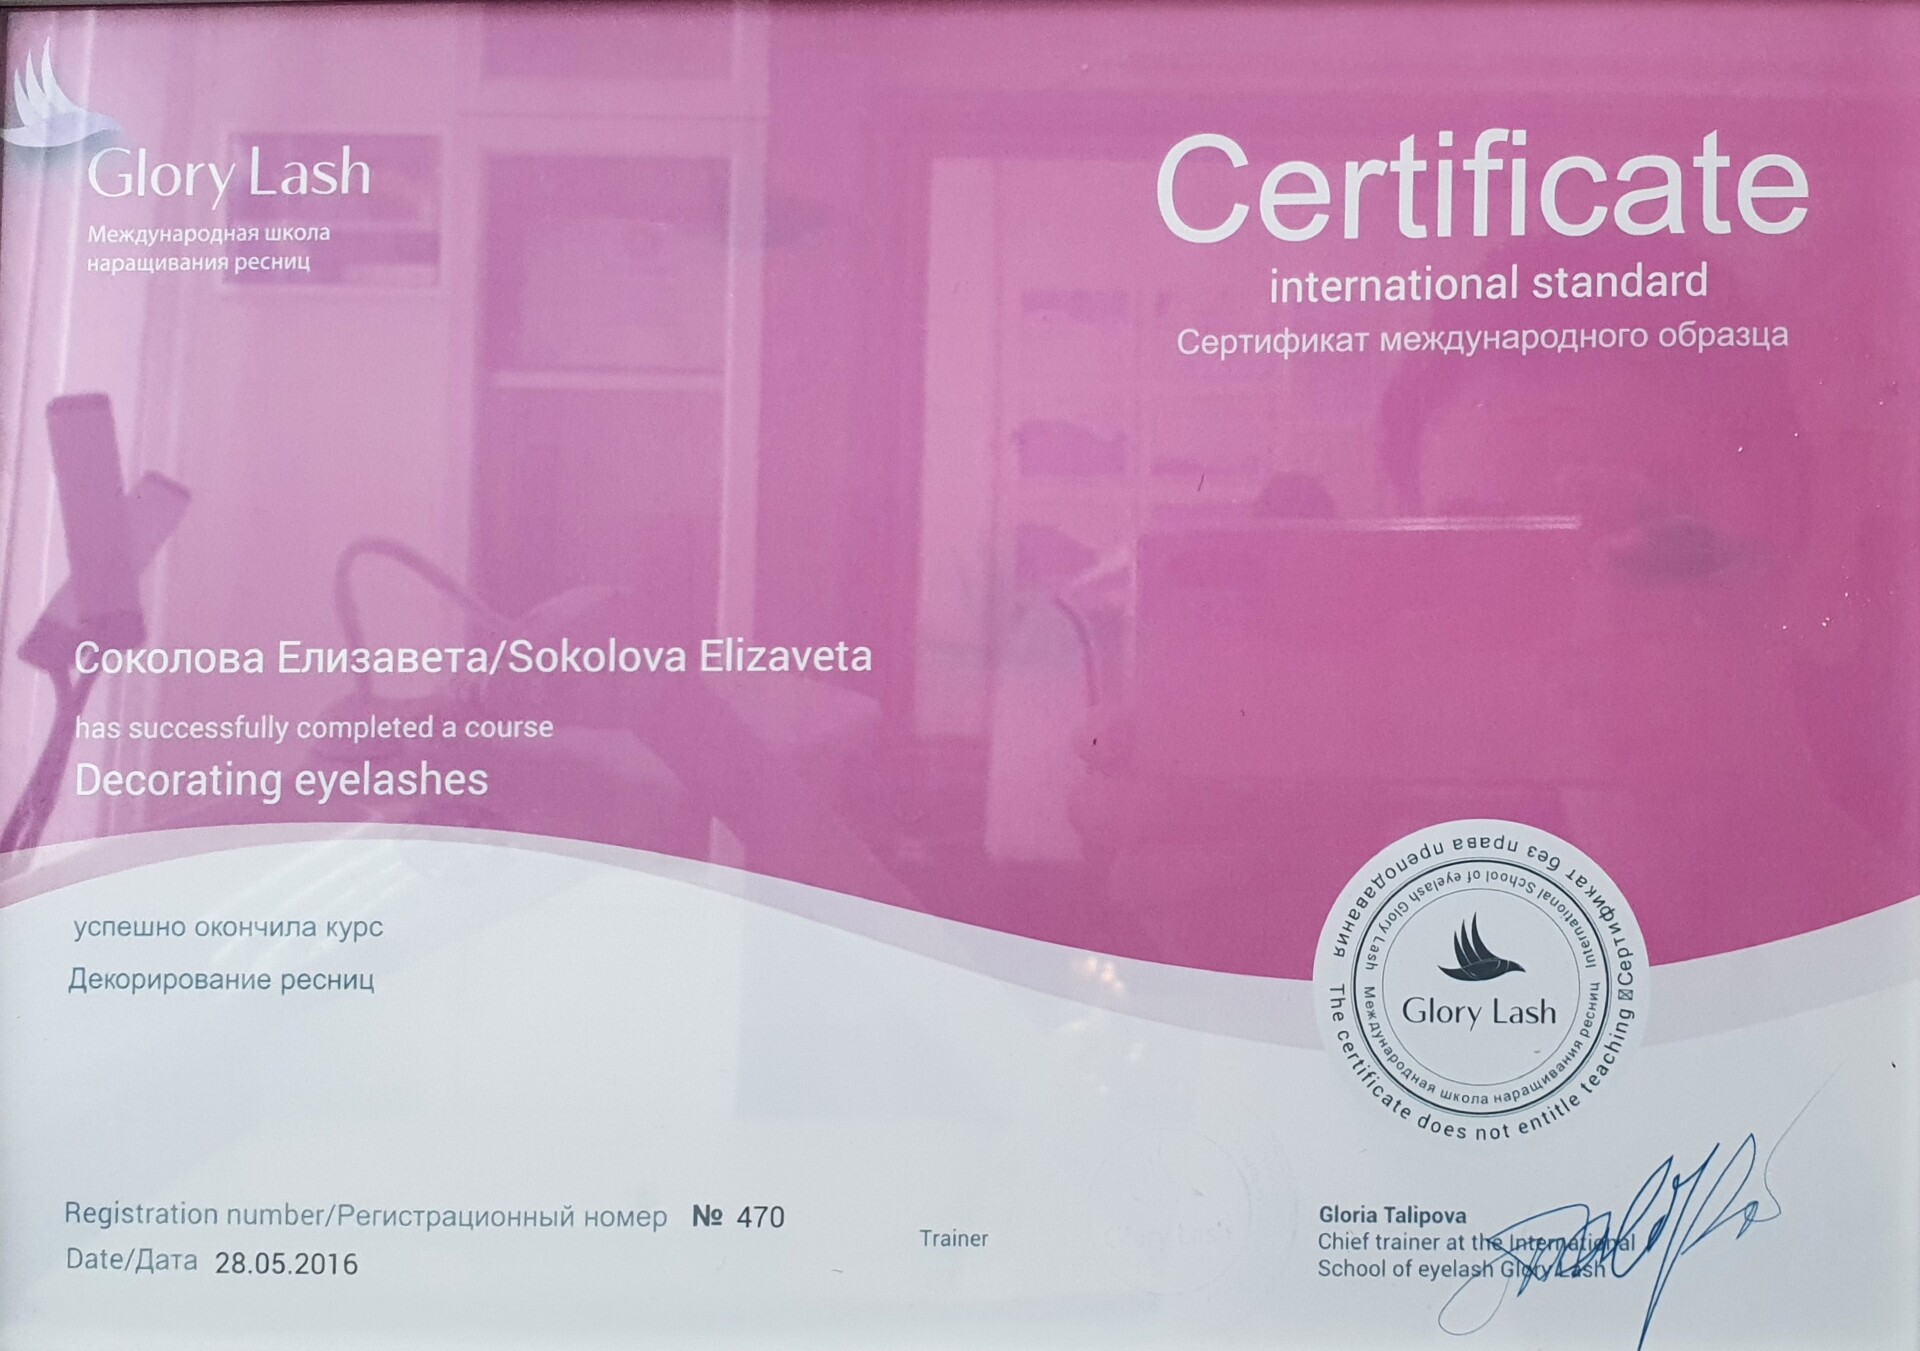 Glory Lash
Международная школа
наращивания ресниц
Certificate
international standard
Сертификат международного образца
Соколова Елизавета/Sokolova Elizaveta
has successfully completed a course
Decorating eyelashes
успешно окончила курс
Декорирование ресниц
Сертификат без права преподавания
The certificate does not entitle teaching
International School of eyelash Glory Lash
Международная школа наращивания ресниц
Glory Lash
Registration number/Регистрационный номер № 470
Date/Дата 28.05.2016
Trainer
Gloria Talipova
Chief trainer at the International
School of eyelash Glory Lash